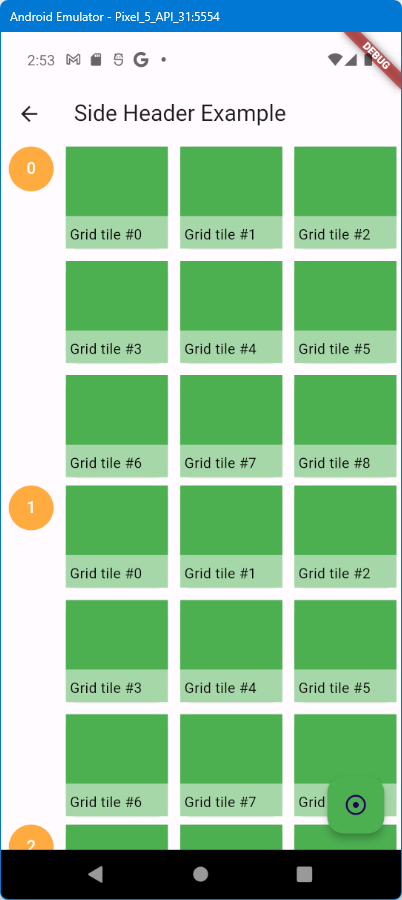 Android Emulator - Pixel_5_API_31:5554
2:53
DEBUG
Side Header Example
0
Grid tile #0 Grid tile #1 Grid tile #2
Grid tile #3 Grid tile #4 Grid tile #5
Grid tile #6 Grid tile #7 Grid tile #8
1
Grid tile #0 Grid tile #1 Grid tile #2
Grid tile #3 Grid tile #4 Grid tile #5
Grid tile #6 Grid tile #7 Grid
2